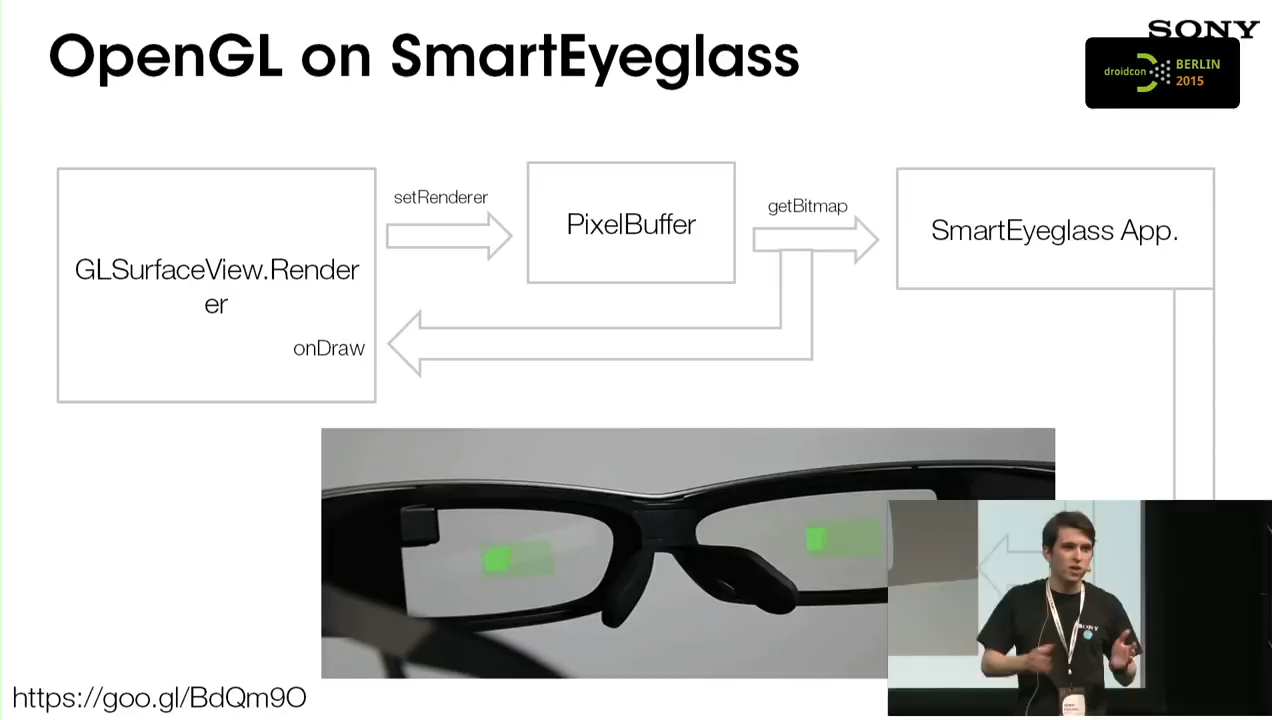 OpenGL on SmartEyeglass
SONY
droidcon
BERLIN
2015
GLSurfaceView.Render
er
onDraw
setRenderer
PixelBuffer
getBitmap
SmartEyeglass App.
SONY
https://goo.gl/BdQm9O